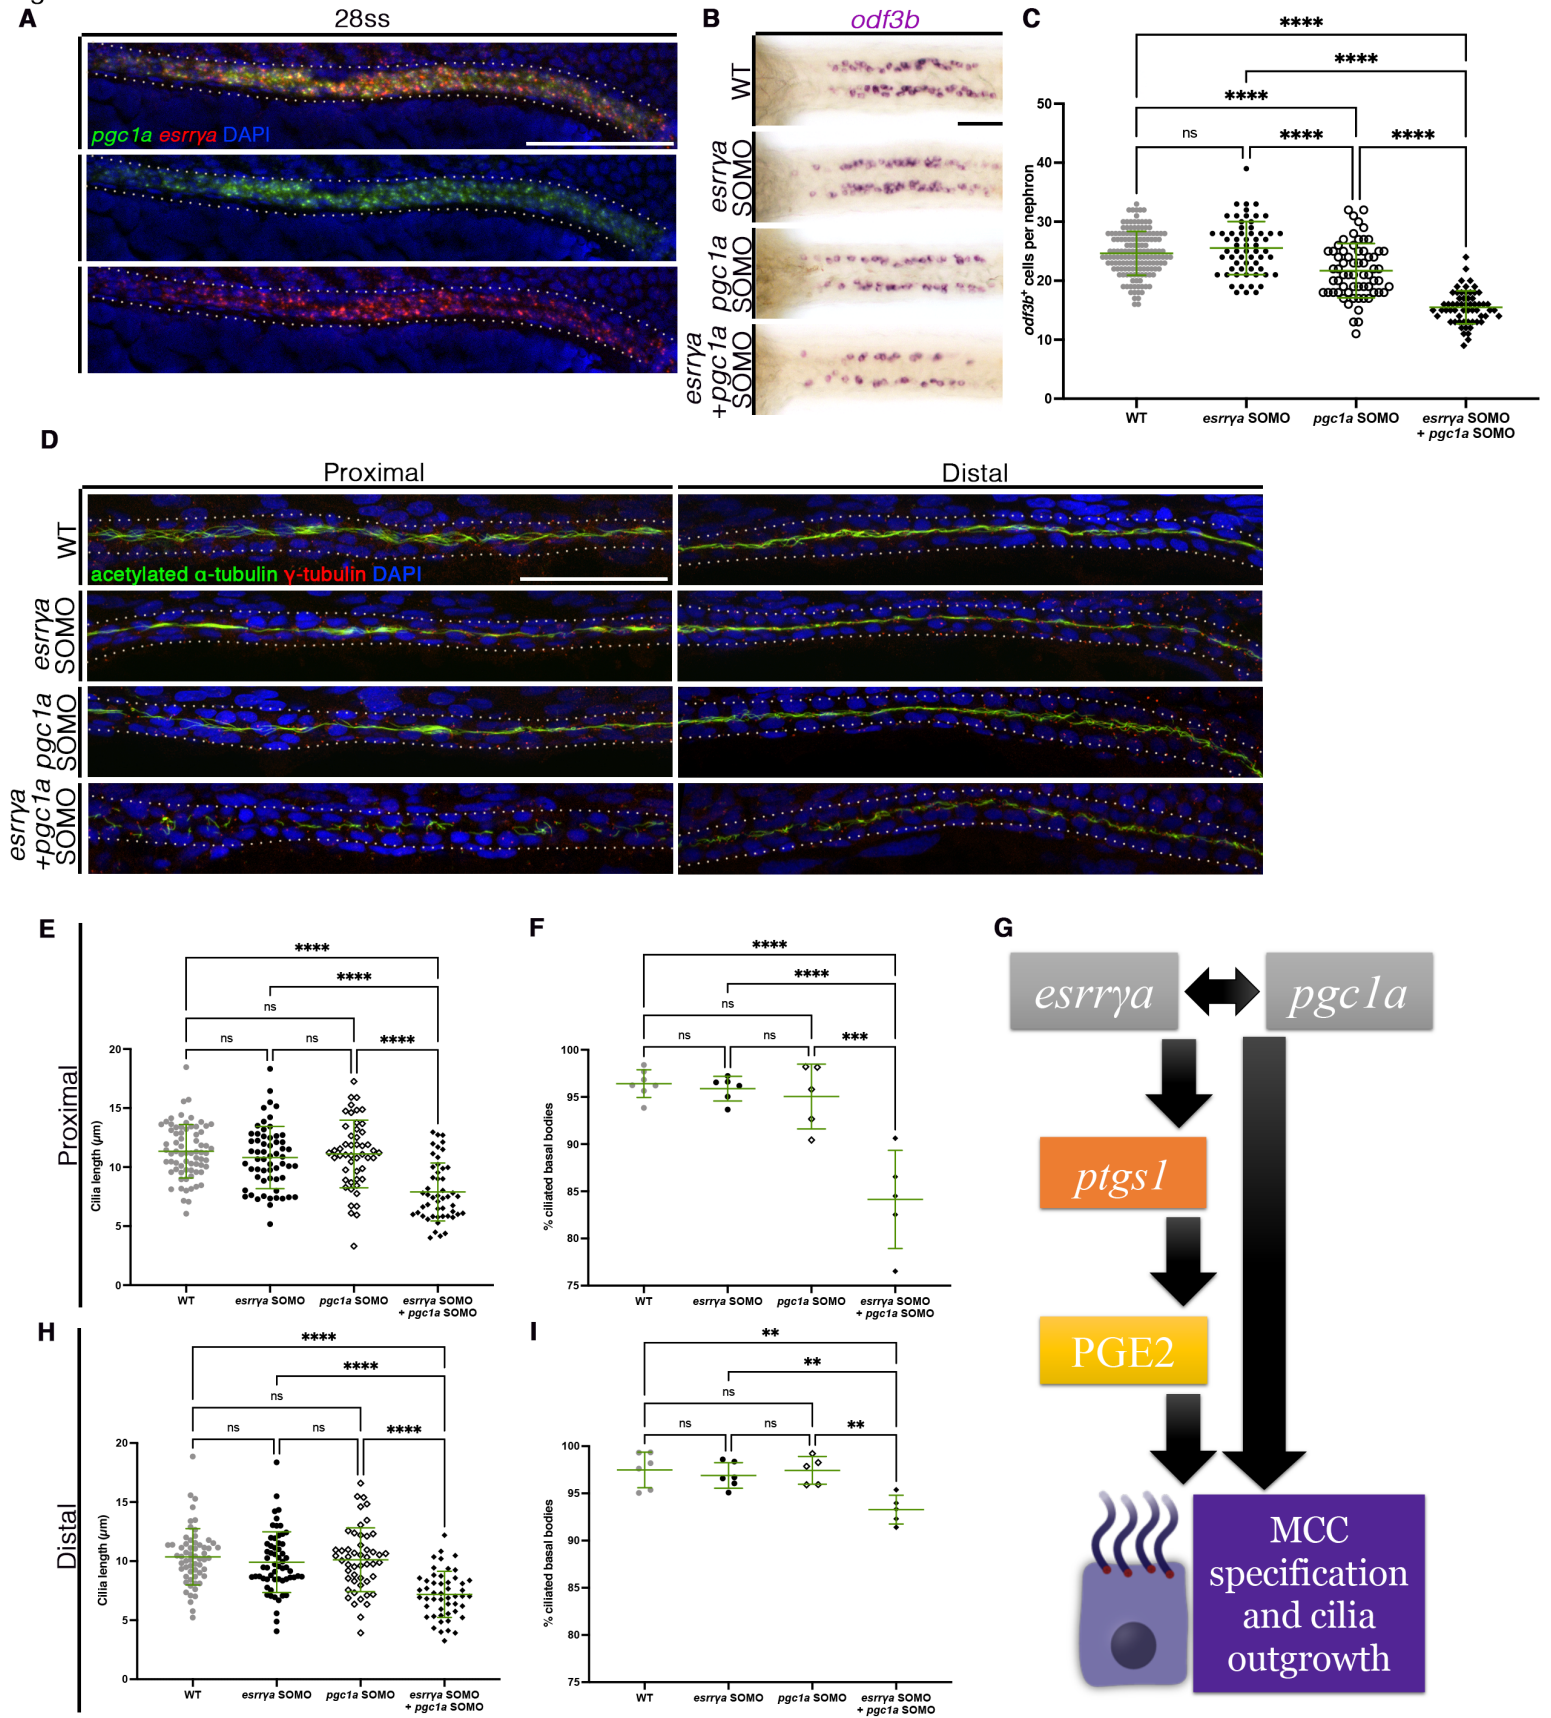 A
28ss
pgc1a esrrγa DAPI
B
odf3b
WT
esrrγa
SOMO
pgc1a
SOMO
esrrγa
+pgc1a
SOMO
C
****
****
****
ns
****
****
50
40
30
20
10
0
odf3b+ cells per nephron
WT
esrrγa SOMO
pgc1a SOMO
esrrγa SOMO
+ pgc1a SOMO
D
Proximal
Distal
WT
acetylated α-tubulin γ-tubulin DAPI
esrrγa
SOMO
pgc1a
SOMO
esrrγa
+pgc1a
SOMO
Proximal
E
****
****
ns
ns
ns
****
20
15
10
5
0
Cilia length (μm)
WT
esrrγa SOMO
pgc1a SOMO
esrrγa SOMO
+ pgc1a SOMO
F
****
****
ns
ns
ns
***
100
95
90
85
80
75
% ciliated basal bodies
WT
esrrγa SOMO
pgc1a SOMO
esrrγa SOMO
+ pgc1a SOMO
G
esrrγa
pgc1a
ptgs1
PGE2
MCC
specification
and cilia
outgrowth
Distal
H
****
****
ns
ns
ns
****
20
15
10
5
0
Cilia length (μm)
WT
esrrγa SOMO
pgc1a SOMO
esrrγa SOMO
+ pgc1a SOMO
I
**
**
ns
ns
ns
**
100
95
90
85
80
75
% ciliated basal bodies
WT
esrrγa SOMO
pgc1a SOMO
esrrγa SOMO
+ pgc1a SOMO